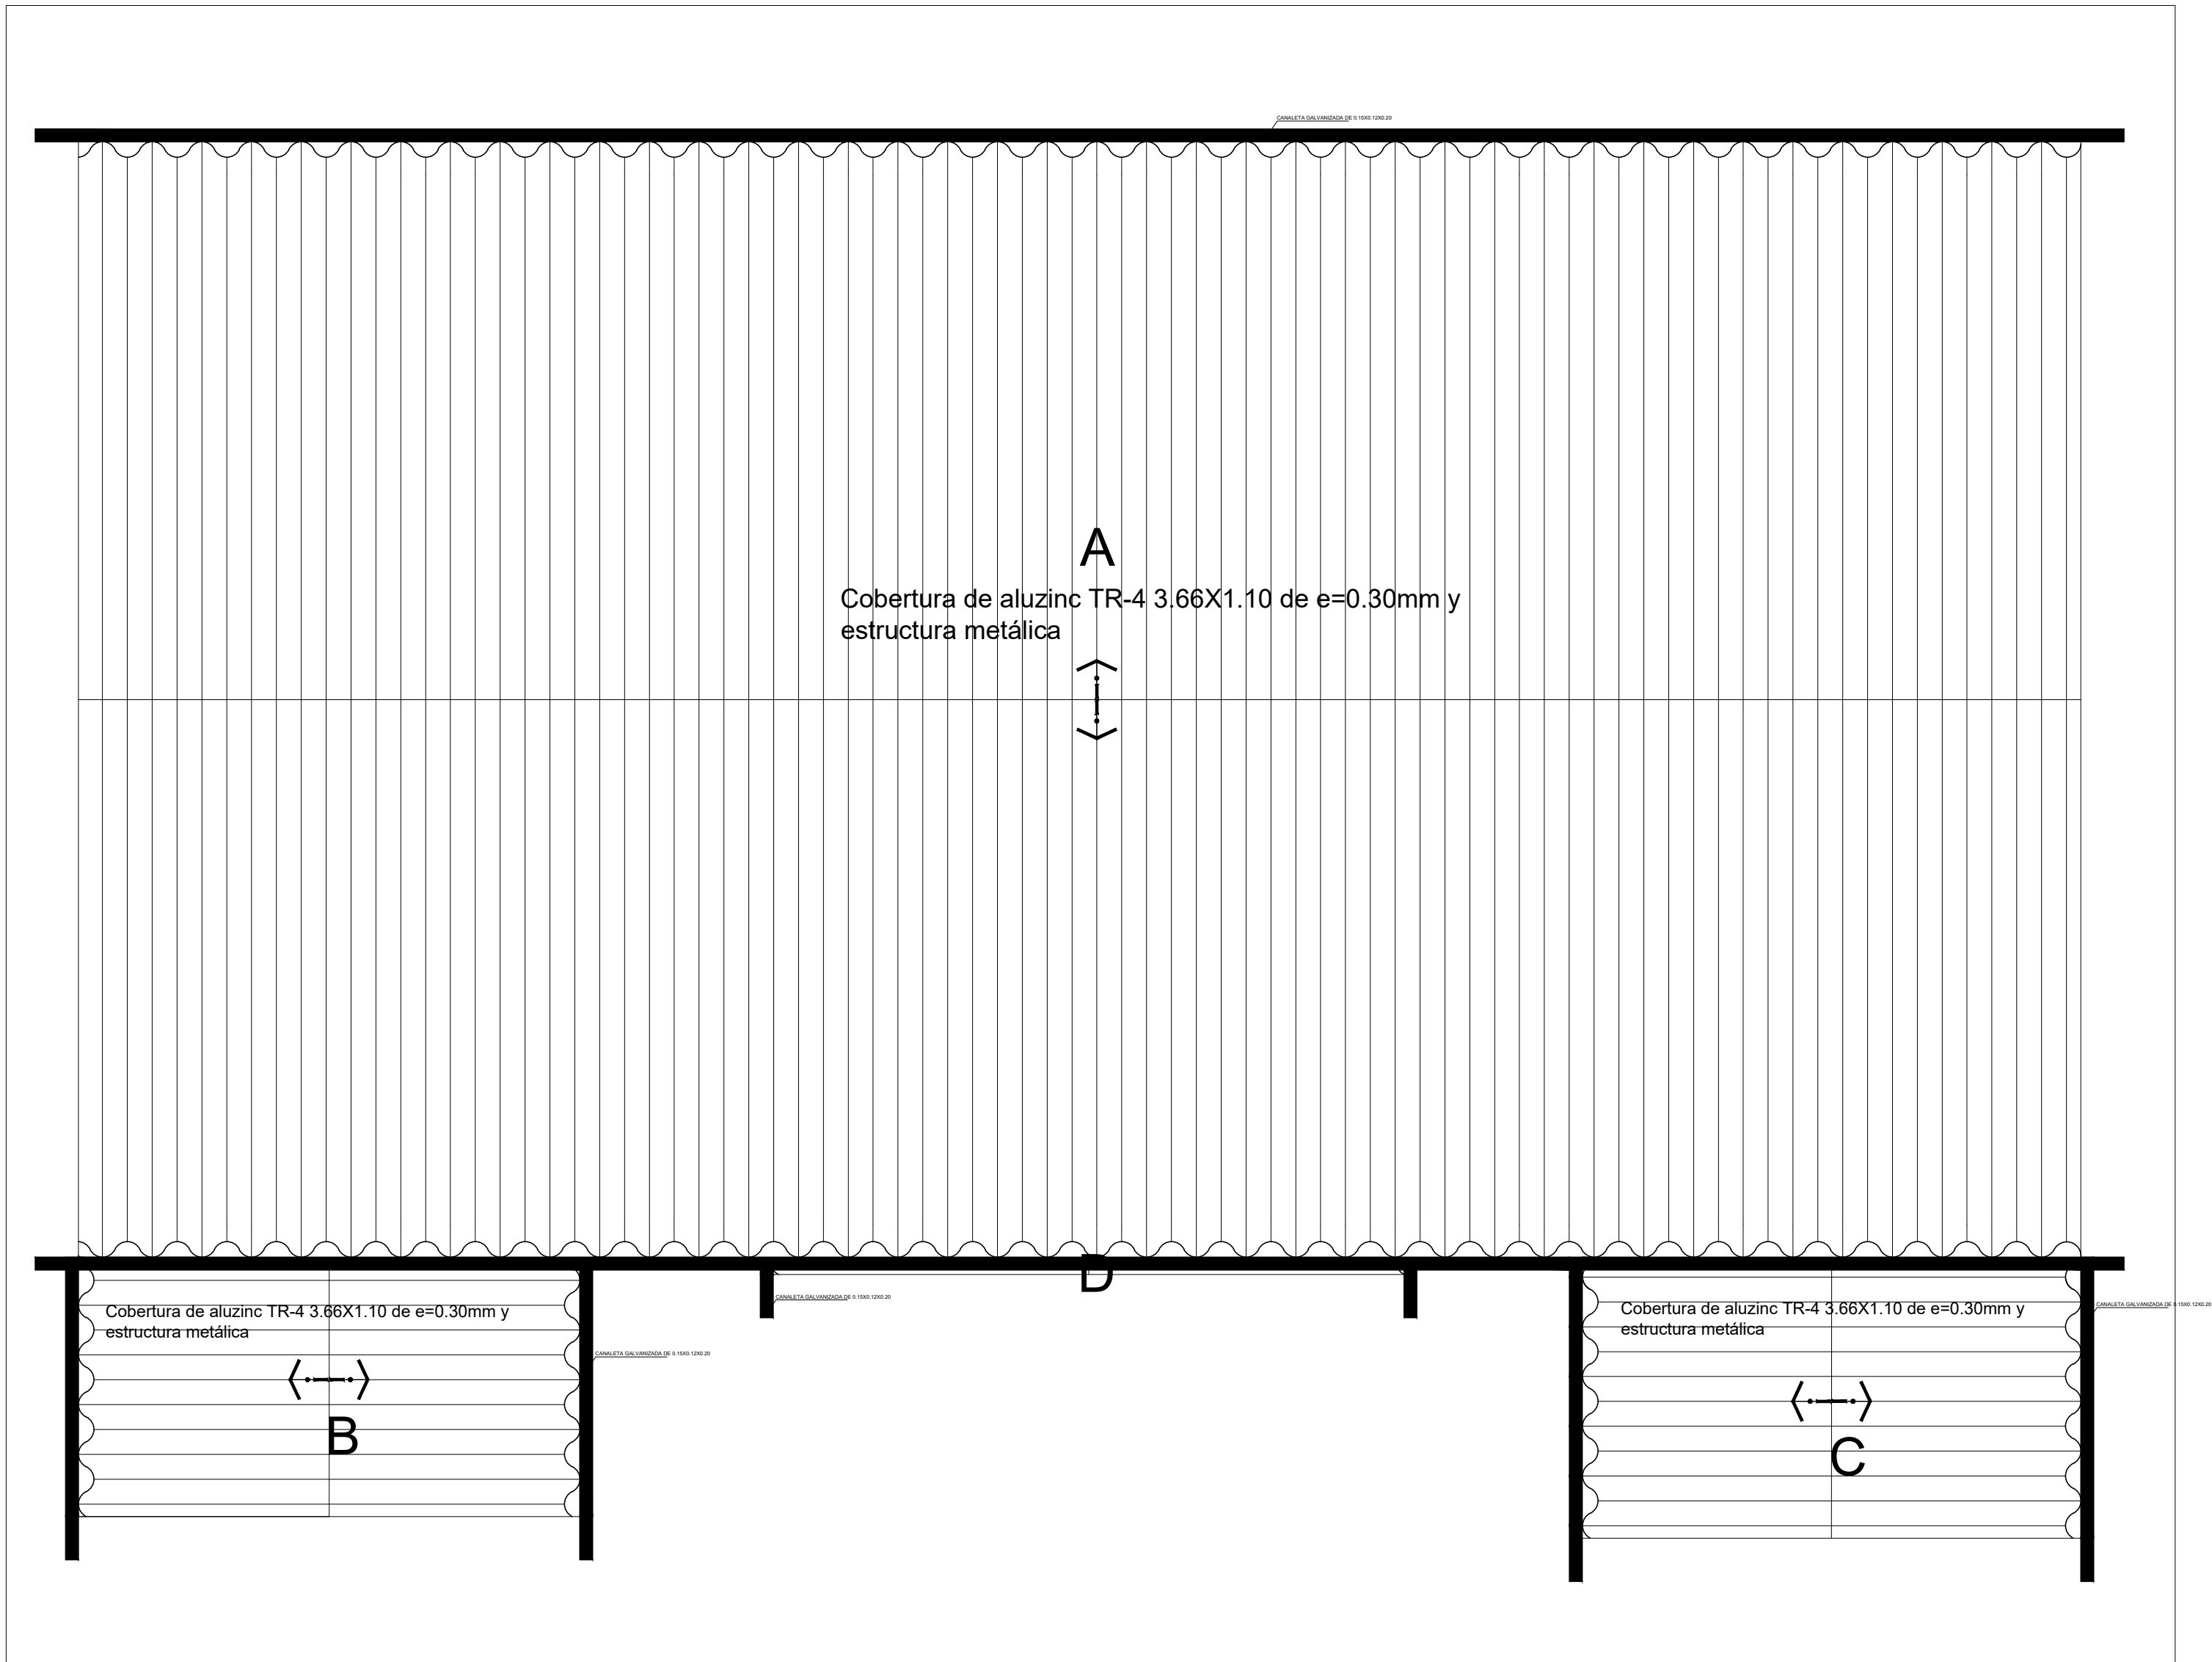 CANALETA GALVANIZADA DE 0.15X0.12X0.20
A
Cobertura de aluzinc TR-4 3.66X1.10 de e=0.30mm y
estructura metálica
D
CANALETA GALVANIZADA DE 0.15X0.12X0.20
Cobertura de aluzinc TR-4 3.66X1.10 de e=0.30mm y
estructura metálica
CANALETA GALVANIZADA DE 0.15X0.12X0.20
B
Cobertura de aluzinc TR-4 3.66X1.10 de e=0.30mm y
estructura metálica
CANALETA GALVANIZADA DE 0.15X0.12X0.20
C